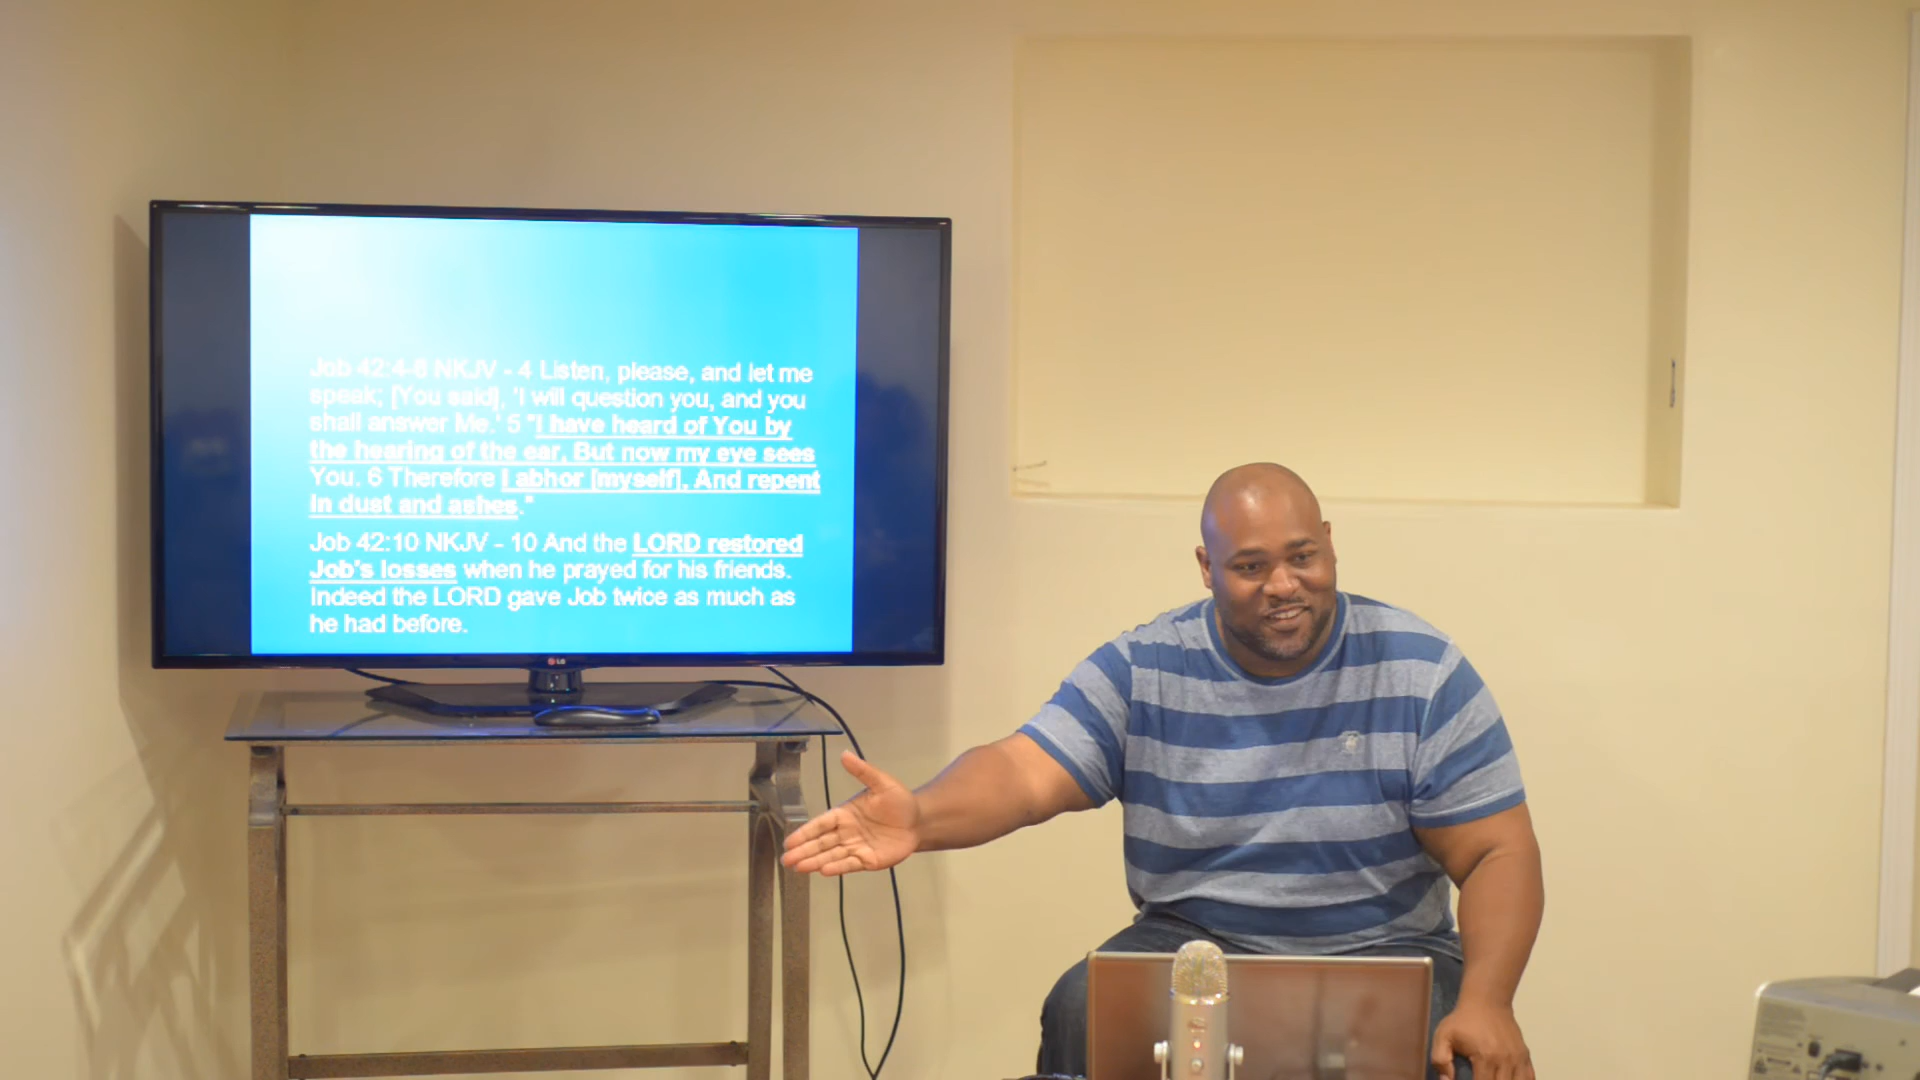 Job 42:4-6 NKJV - 4 Listen, please, and let me
speak; [You said], 'I will question you, and you
shall answer Me.' 5 "I have heard of You by
the hearing of the ear, But now my eye sees
You. 6 Therefore I abhor [myself], And repent
In dust and ashes."
Job 42:10 NKJV - 10 And the LORD restored
Job's losses when he prayed for his friends.
Indeed the LORD gave Job twice as much as
he had before.
LG